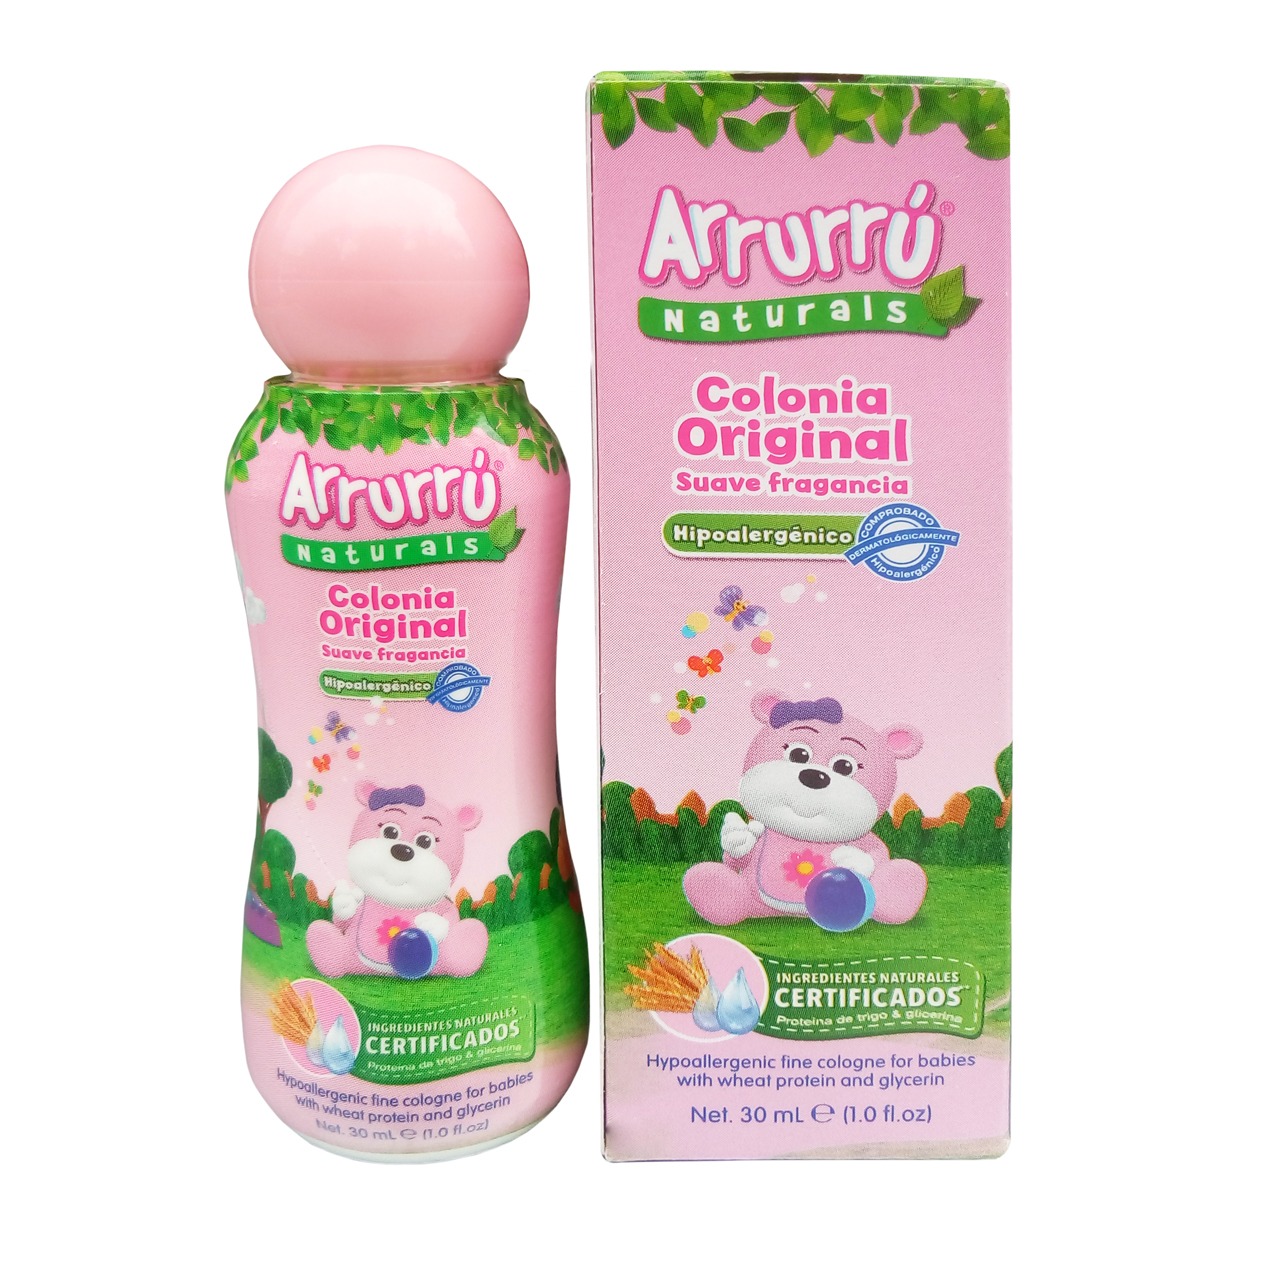 Arrurrú®
Naturals
Colonia
Original
Suave fragancia
Hipoalergénico
COMPROBADO
DERMATOLÓGICAMENTE
Hipoalergénico
INGREDIENTES NATURALES
CERTIFICADOS
Proteína de trigo & glicerina
Hypoallergenic fine cologne for babies
with wheat protein and glycerin
Net. 30 mL ℮ (1.0 fl.oz)
Arrurrú®
Naturals
Colonia
Original
Suave fragancia
Hipoalergénico
COMPROBADO
DERMATOLÓGICAMENTE
Hipoalergénico
INGREDIENTES NATURALES
CERTIFICADOS
Proteína de trigo & glicerina
Hypoallergenic fine cologne for babies
with wheat protein and glycerin
Net. 30 mL ℮ (1.0 fl.oz)